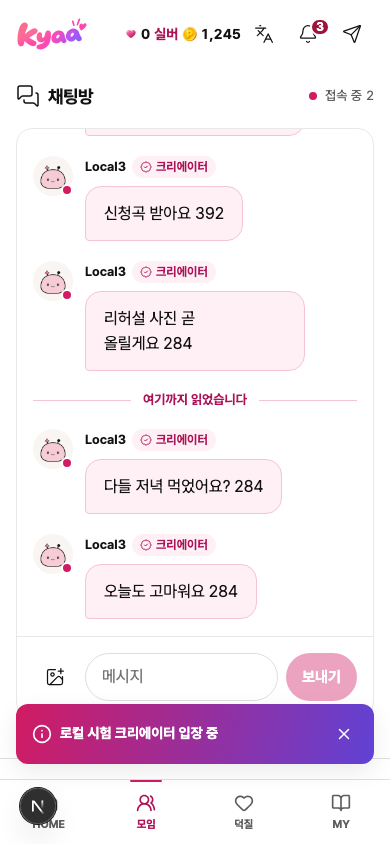 kyaa
0 실버 1,245
3
채팅방
접속 중 2
Local3 크리에이터
신청곡 받아요 392
Local3 크리에이터
리허설 사진 곧
올릴게요 284
여기까지 읽었습니다
Local3 크리에이터
다들 저녁 먹었어요? 284
Local3 크리에이터
오늘도 고마워요 284
메시지
보내기
로컬 시험 크리에이터 입장 중
N
HOME
모임
덕질
MY